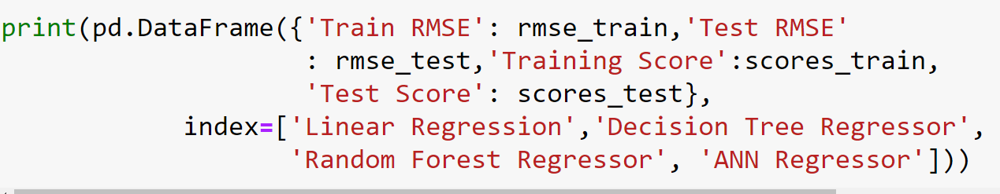 print(pd.DataFrame({'Train RMSE': rmse_train,'Test RMSE'
: rmse_test,'Training Score':scores_train,
'Test Score': scores_test},
index=['Linear Regression','Decision Tree Regressor',
'Random Forest Regressor', 'ANN Regressor']))